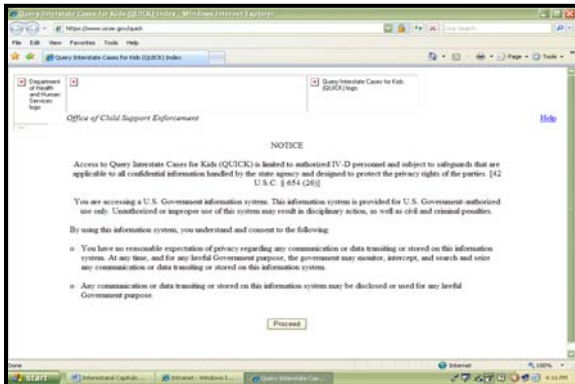 Query Interstate Cases for Kids (QUICK) Index - Windows Internet Explorer
File Edit View Favorites Tools Help
Query Interstate Cases for Kids (QUICK) Index
Page Tools
Department of Health and Human Services logo
Query Interstate Cases for Kids (QUICK) logo
Office of Child Support Enforcement
Help
NOTICE
Access to Query Interstate Cases for Kids (QUICK) is limited to authorized IV-D personnel and subject to safeguards that are
applicable to all confidential information handled by the state agency and designed to protect the privacy rights of the parties. [42
U.S.C. § 654 (26)]
You are accessing a U.S. Government information system. This information system is provided for U.S. Government-authorized
use only. Unauthorized or improper use of this system may result in disciplinary action, as well as civil and criminal penalties.
By using this information system, you understand and consent to the following:
o You have no reasonable expectation of privacy regarding any communication or data transiting or stored on this information
system. At any time, and for any lawful Government purpose, the government may monitor, intercept, and search and seize
any communication or data transiting or stored on this information system.
o Any communication or data transiting or stored on this information system may be disclosed or used for any lawful
Government purpose.
Proceed
Done
Internet
100%
start
Intranet - Windows I...
Query Interstate Cas...
4:16 PM